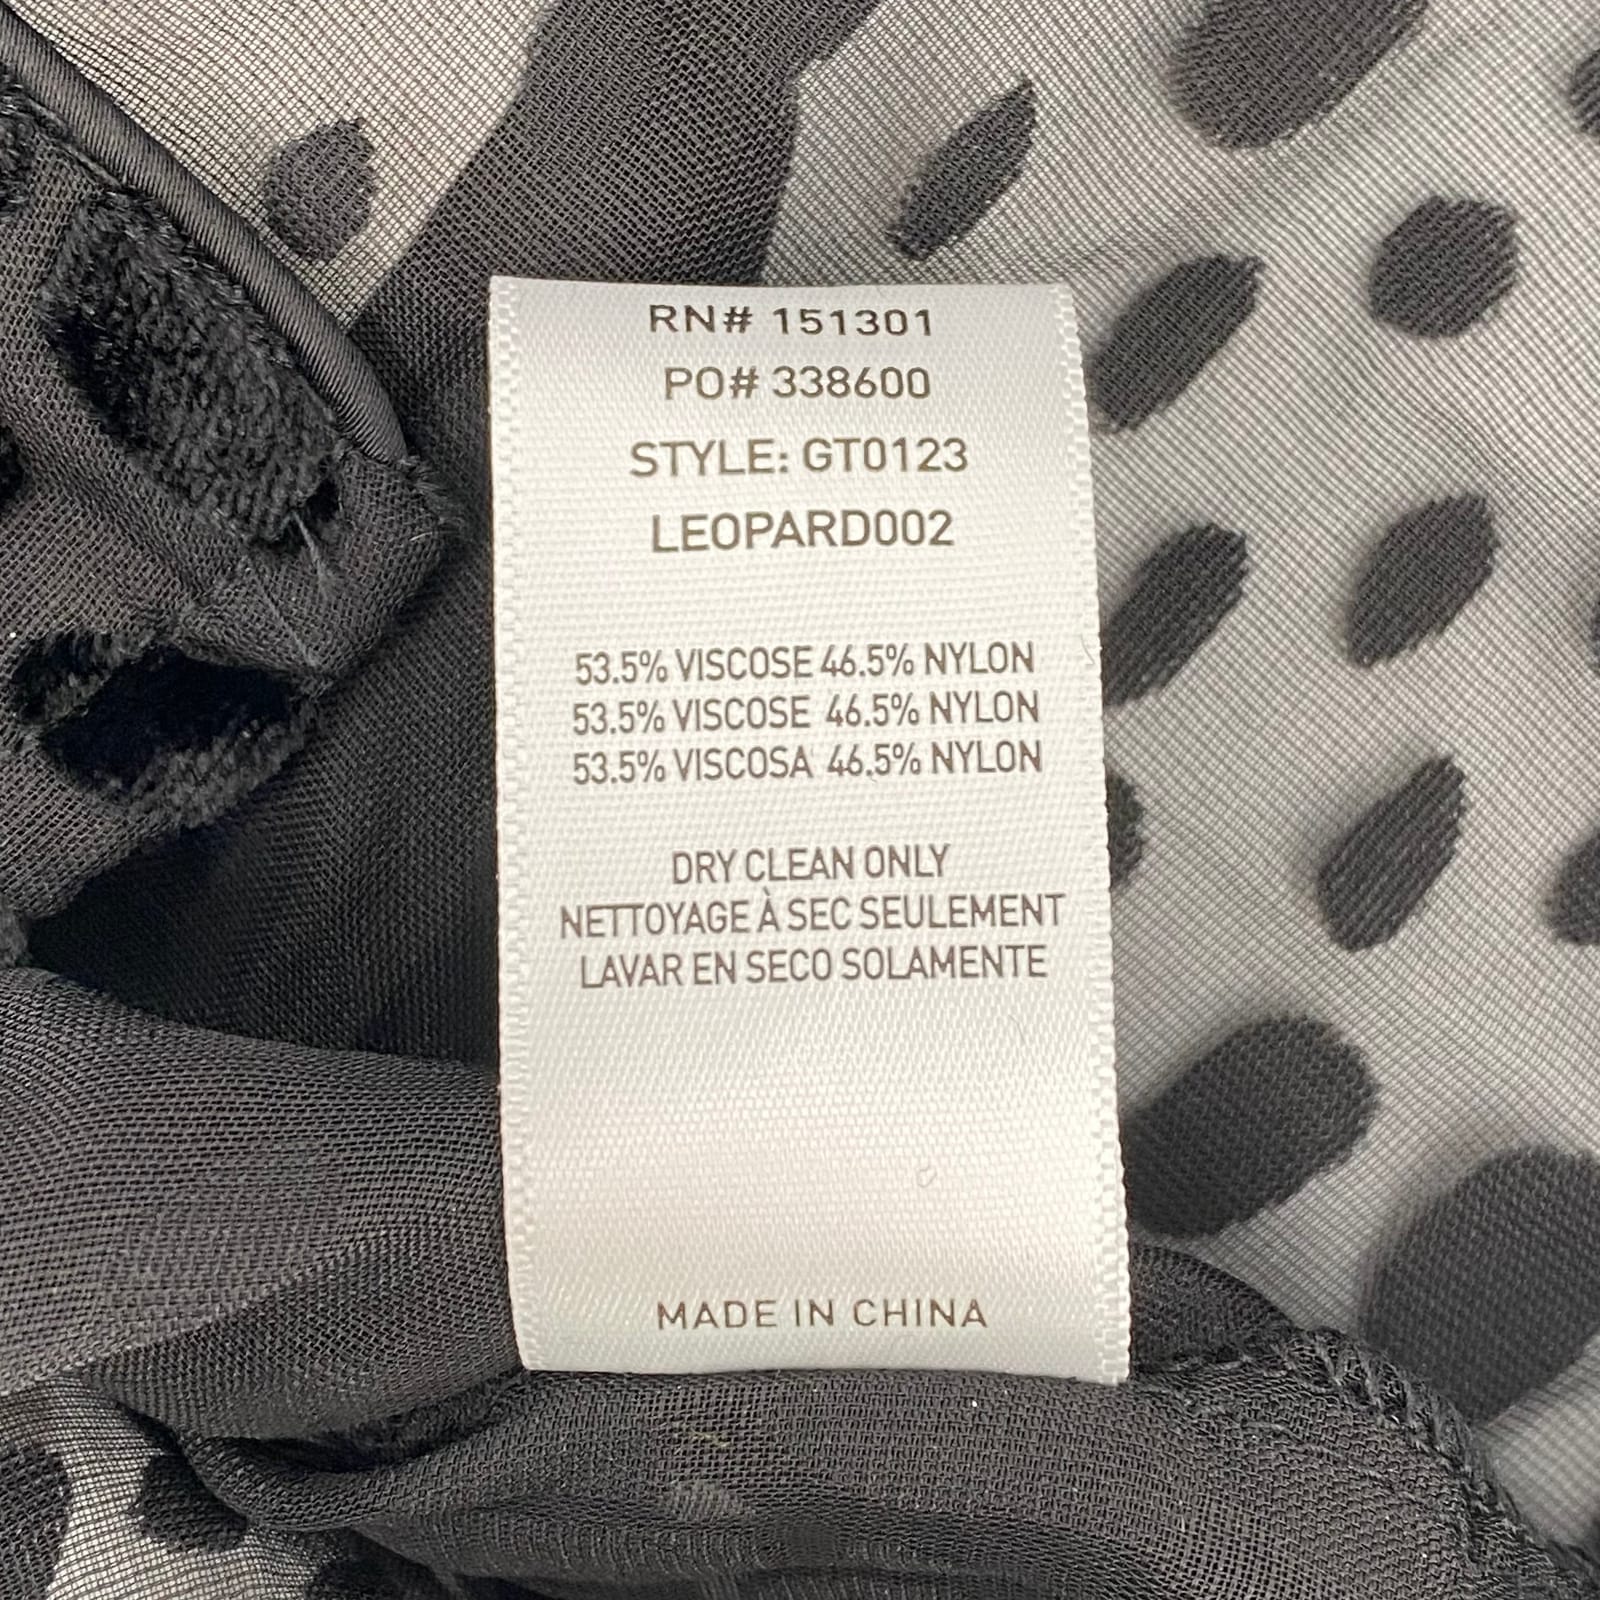 RN# 151301
PO# 338600
STYLE: GT0123
LEOPARD002
53.5% VISCOSE 46.5% NYLON
53.5% VISCOSE 46.5% NYLON
53.5% VISCOSA 46.5% NYLON
DRY CLEAN ONLY
NETTOYAGE À SEC SEULEMENT
LAVAR EN SECO SOLAMENTE
MADE IN CHINA